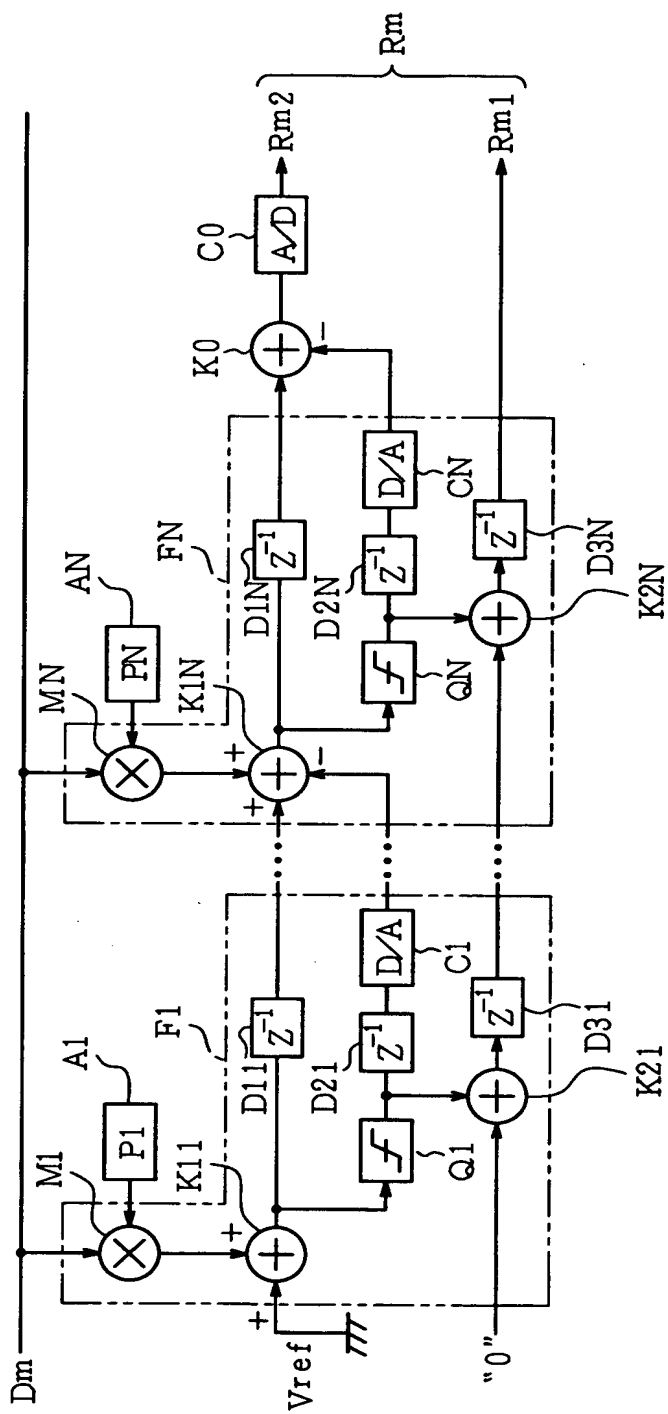 Dm
M1
A1
P1
MN
AN
PN
F1
FN
C0
K0
A/D
Rm2
K11
+
+
D11
Z⁻¹
K1N
+
+
−
D1N
Z⁻¹
−
Rm
Vref
D21
Z⁻¹
D/A
C1
D2N
Z⁻¹
D/A
CN
Q1
QN
"0"
Z⁻¹
Z⁻¹
Rm1
K21
D31
K2N
D3N